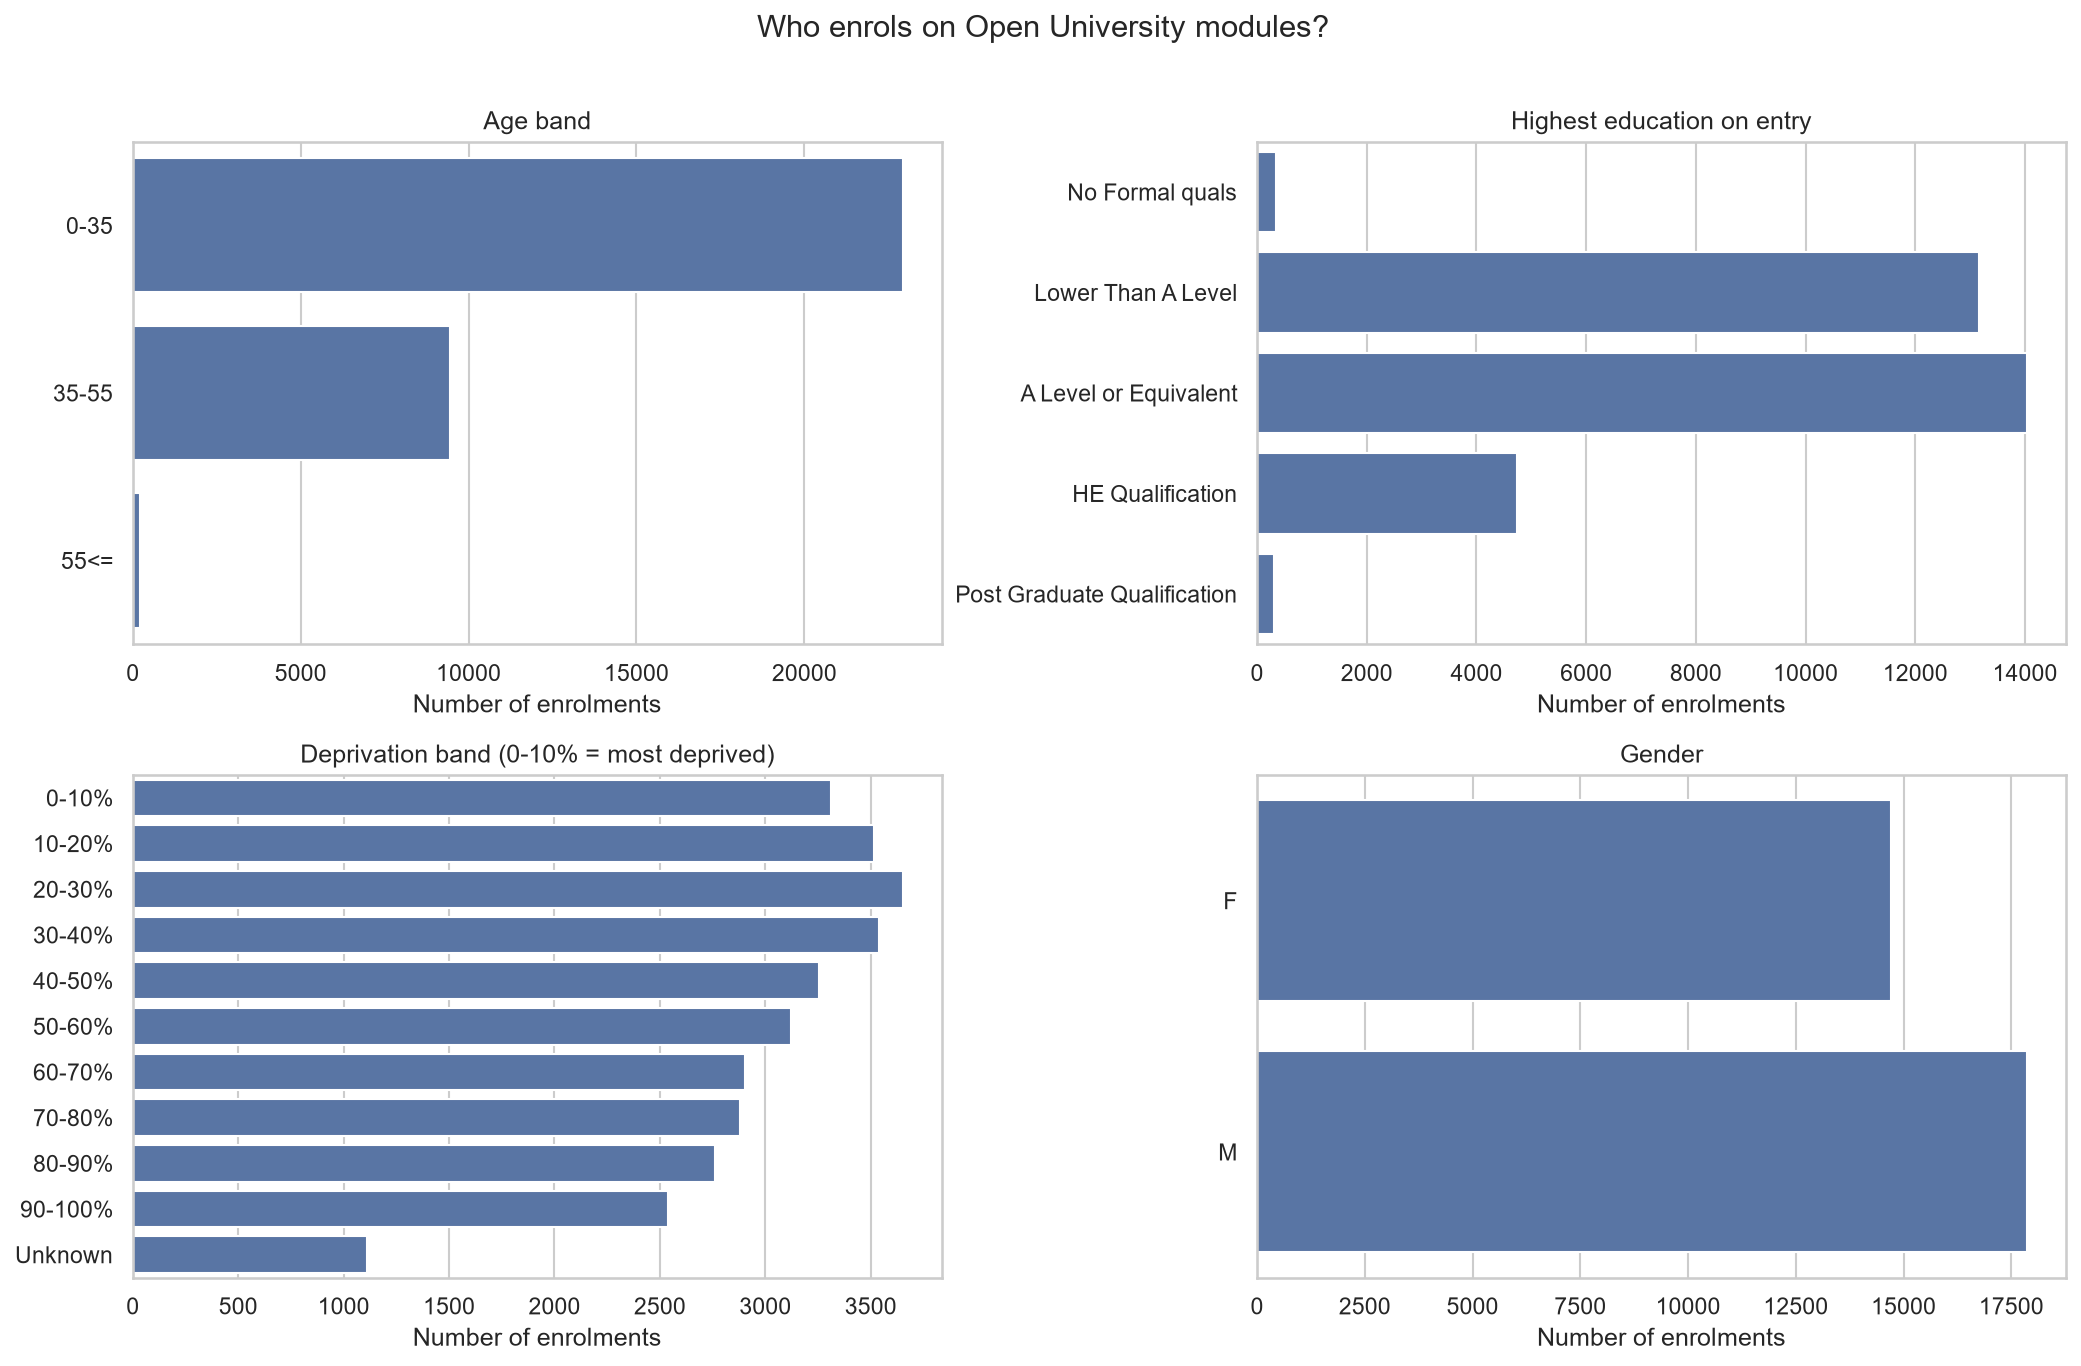 Who enrols on Open University modules?
Age band
0-35
35-55
55<=
0 5000 10000 15000 20000
Number of enrolments
Highest education on entry
No Formal quals
Lower Than A Level
A Level or Equivalent
HE Qualification
Post Graduate Qualification
0 2000 4000 6000 8000 10000 12000 14000
Number of enrolments
Deprivation band (0-10% = most deprived)
0-10%
10-20%
20-30%
30-40%
40-50%
50-60%
60-70%
70-80%
80-90%
90-100%
Unknown
0 500 1000 1500 2000 2500 3000 3500
Number of enrolments
Gender
F
M
0 2500 5000 7500 10000 12500 15000 17500
Number of enrolments